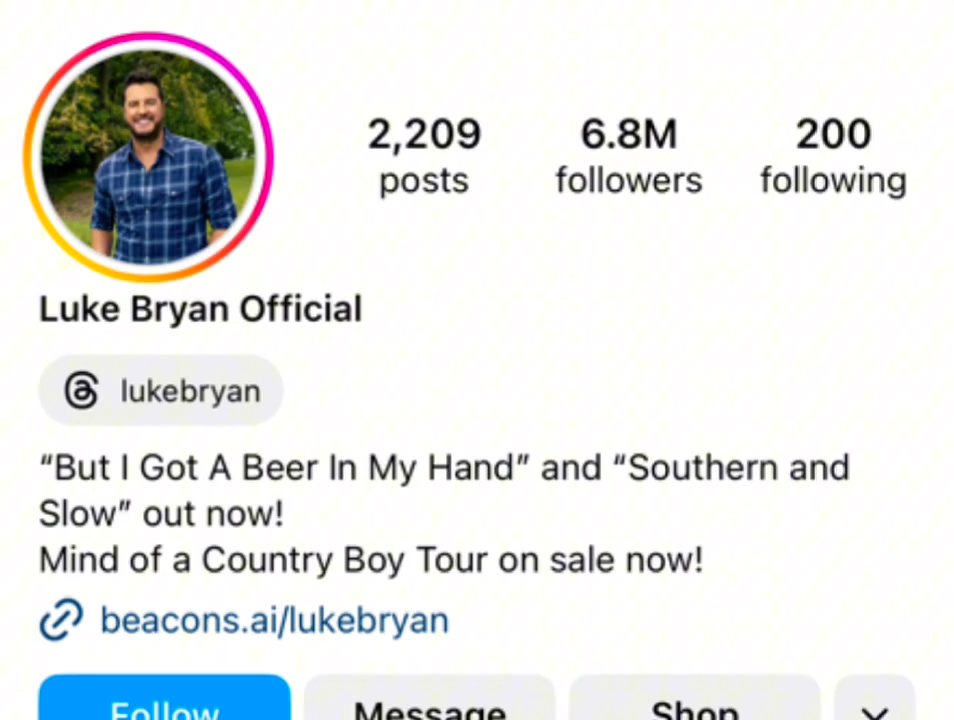 2,209 6.8M 200
posts followers following
Luke Bryan Official
lukebryan
“But I Got A Beer In My Hand” and “Southern and
Slow” out now!
Mind of a Country Boy Tour on sale now!
beacons.ai/lukebryan
Follow Message Shop